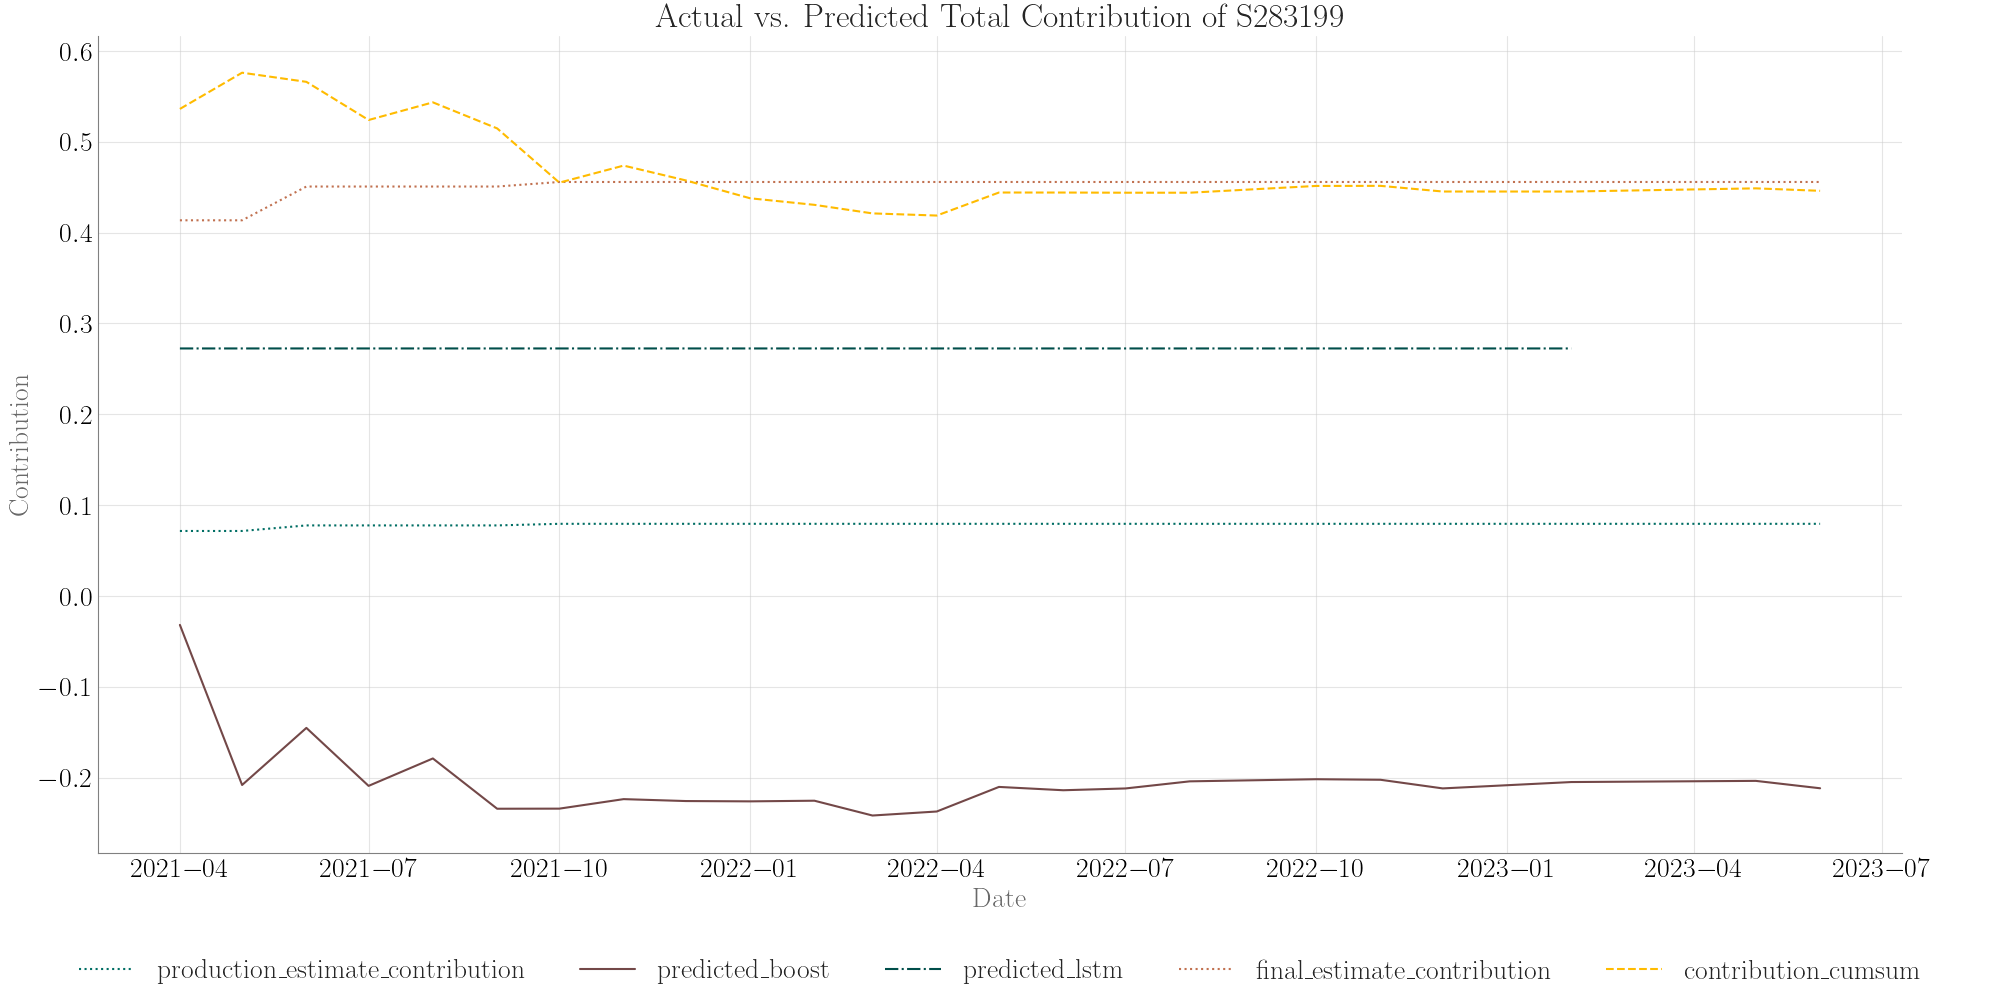 Actual vs. Predicted Total Contribution of S283199
0.6
0.5
0.4
0.3
0.2
0.1
0.0
−0.1
−0.2
Contribution
2021−04 2021−07 2021−10 2022−01 2022−04 2022−07 2022−10 2023−01 2023−04 2023−07
Date
production_estimate_contribution predicted_boost predicted_lstm final_estimate_contribution contribution_cumsum